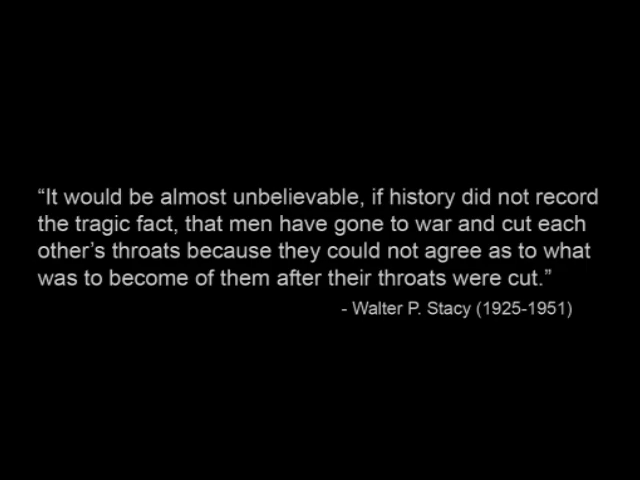 “It would be almost unbelievable, if history did not record
the tragic fact, that men have gone to war and cut each
other’s throats because they could not agree as to what
was to become of them after their throats were cut.”
- Walter P. Stacy (1925-1951)